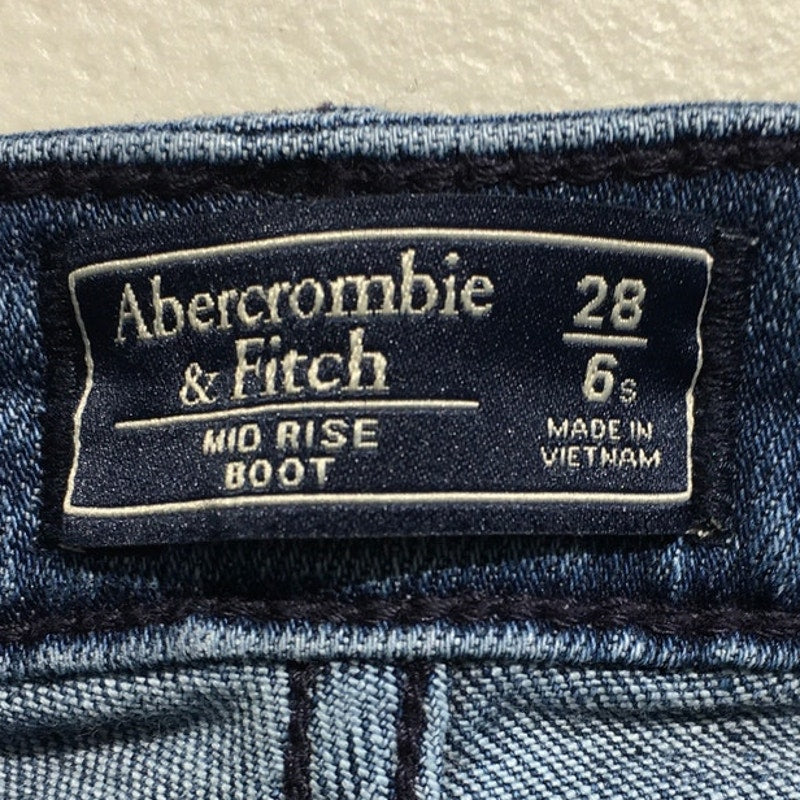 Abercrombie
& Fitch
MID RISE
BOOT
28
6s
MADE IN
VIETNAM